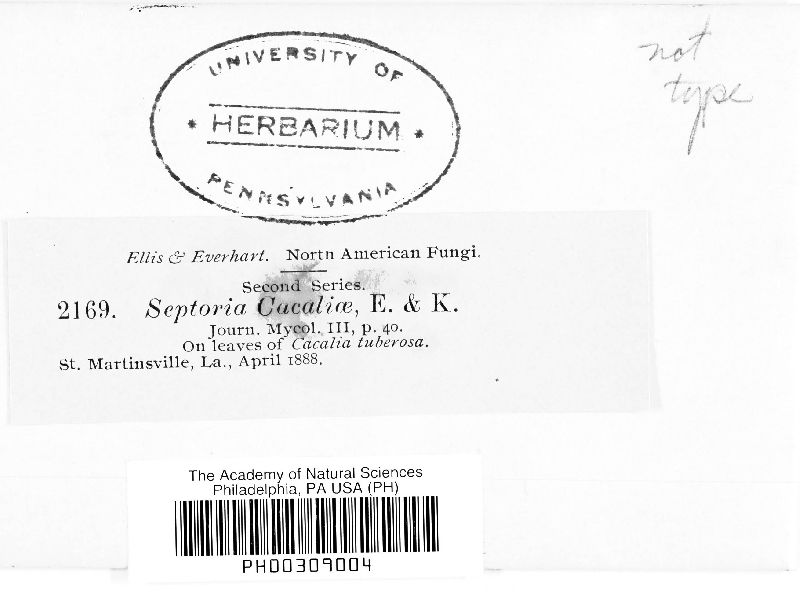 not
type
UNIVERSITY OF
* HERBARIUM *
PENNSYLVANIA
Ellis & Everhart. North American Fungi.
Second Series.
2169. Septoria Cacaliæ, E. & K.
Journ. Mycol. III, p. 40.
On leaves of Cacalia tuberosa.
St. Martinsville, La., April 1888.
The Academy of Natural Sciences
Philadelphia, PA USA (PH)
PH00309004